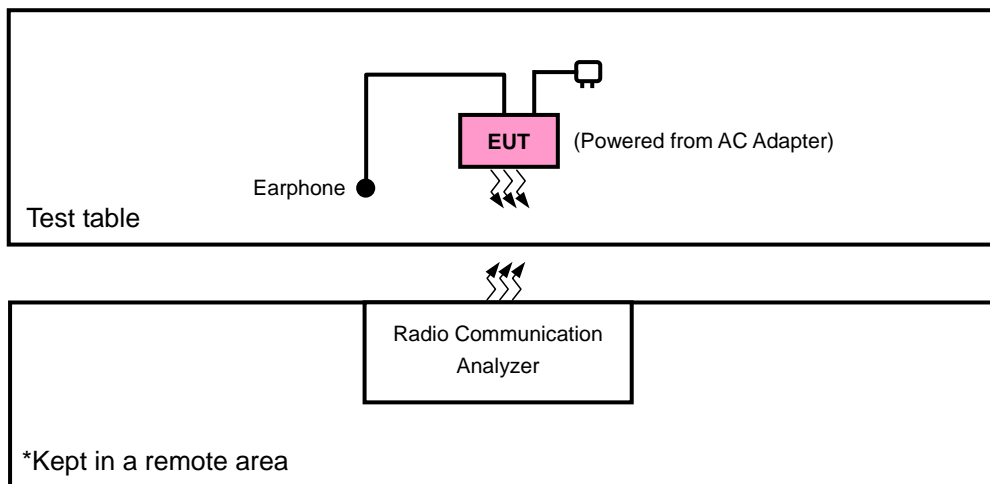 EUT
(Powered from AC Adapter)
Earphone
Test table
Radio Communication
Analyzer
*Kept in a remote area